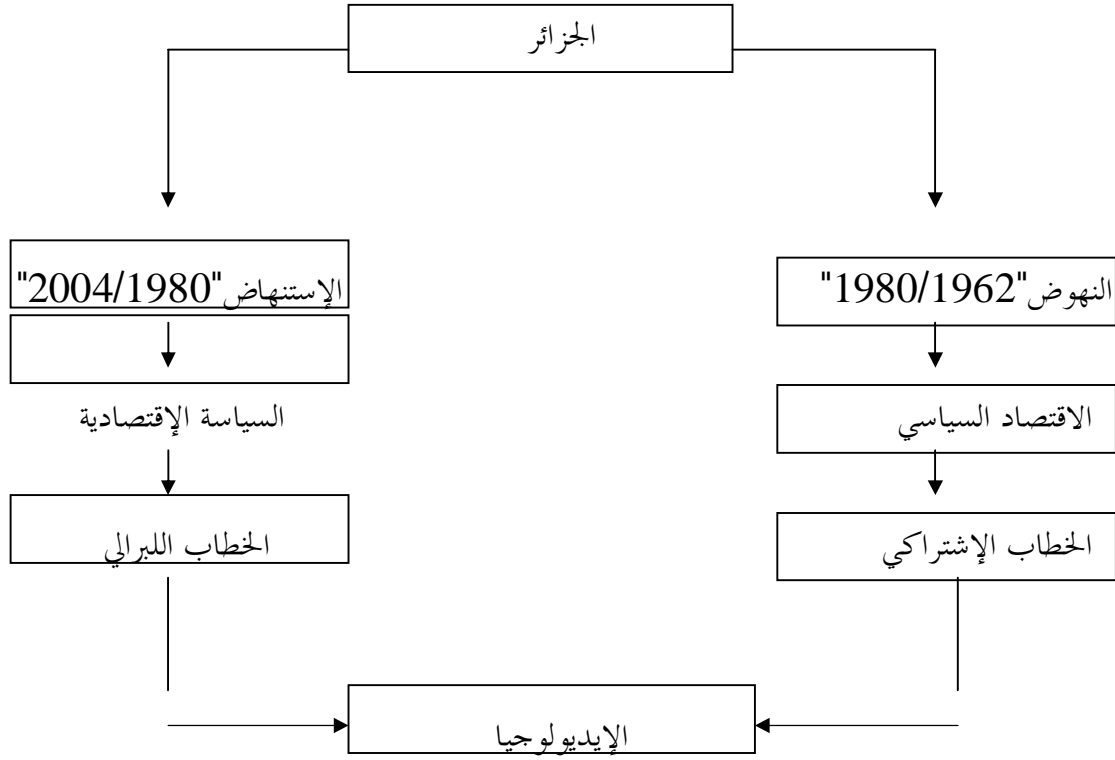 الجزائر
النهوض"1980/1962"
الإستنهاض"2004/1980"
الاقتصاد السياسي
السياسة الإقتصادية
الخطاب الإشتراكي
الخطاب اللبرالي
الإيديولوجيا